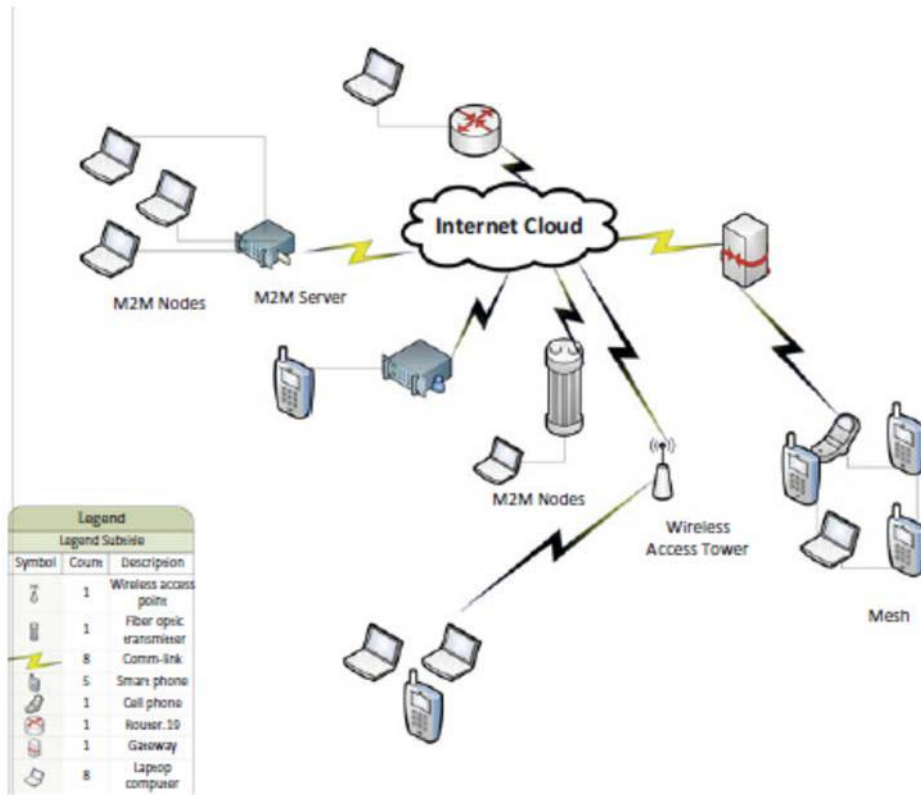 Internet Cloud
M2M Nodes
M2M Server
M2M Nodes
Wireless
Access Tower
Mesh
Legend
Legend Subtitle
Symbol Count Description
1 Wireless access
point
1 Fiber optic
transmitter
8 Comm-link
5 Smart phone
1 Cell phone
1 Router.19
1 Gateway
8 Laptop
computer